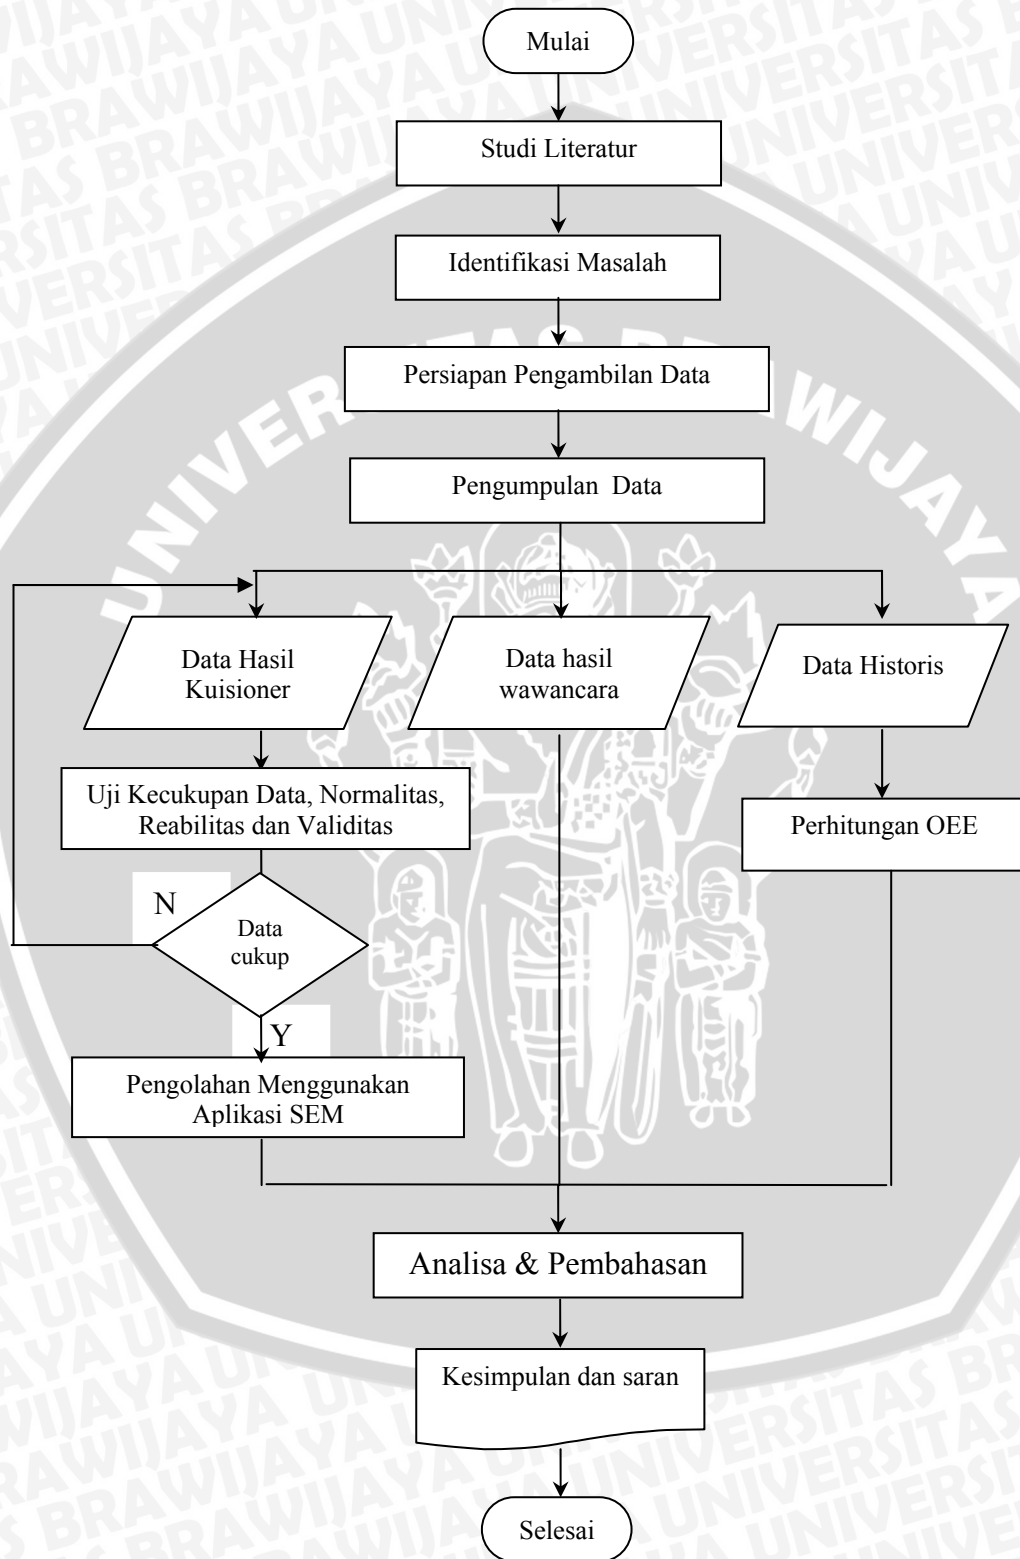 Mulai
Studi Literatur
Identifikasi Masalah
Persiapan Pengambilan Data
Pengumpulan Data
Data Hasil
Kuisioner
Data hasil
wawancara
Data Historis
Uji Kecukupan Data, Normalitas,
Reabilitas dan Validitas
Perhitungan OEE
N
Data
cukup
Y
Pengolahan Menggunakan
Aplikasi SEM
Analisa & Pembahasan
Kesimpulan dan saran
Selesai